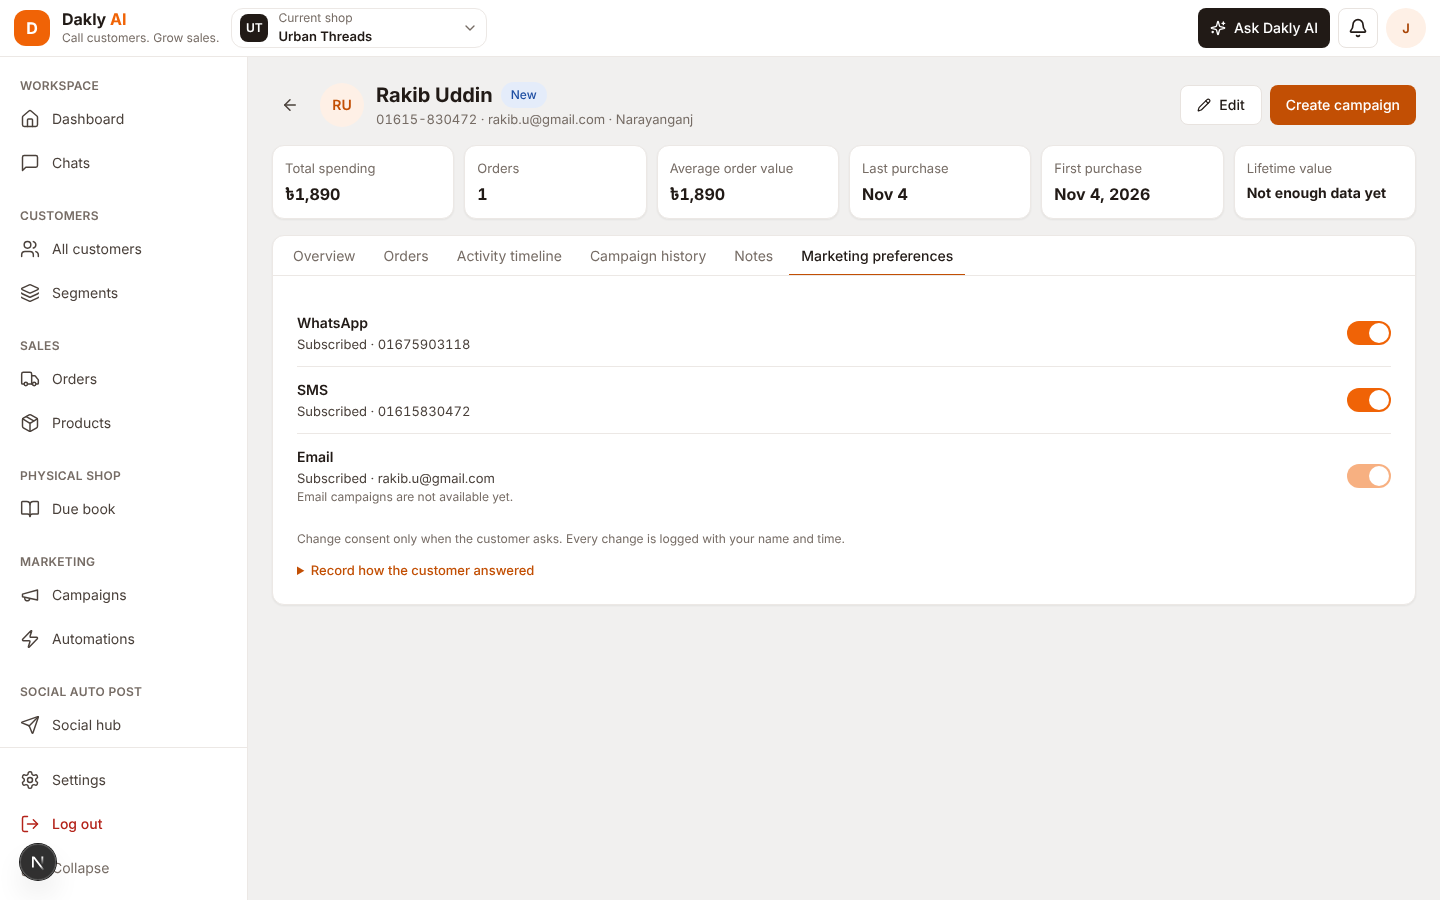 D
Dakly AI
Call customers. Grow sales.
UT
Current shop
Urban Threads
Ask Dakly AI
J
WORKSPACE
Dashboard
Chats
CUSTOMERS
All customers
Segments
SALES
Orders
Products
PHYSICAL SHOP
Due book
MARKETING
Campaigns
Automations
SOCIAL AUTO POST
Social hub
Settings
Log out
N
Collapse
RU
Rakib Uddin
New
01615-830472 · rakib.u@gmail.com · Narayanganj
Edit
Create campaign
Total spending
৳1,890
Orders
1
Average order value
৳1,890
Last purchase
Nov 4
First purchase
Nov 4, 2026
Lifetime value
Not enough data yet
Overview Orders Activity timeline Campaign history Notes Marketing preferences
WhatsApp
Subscribed · 01675903118
SMS
Subscribed · 01615830472
Email
Subscribed · rakib.u@gmail.com
Email campaigns are not available yet.
Change consent only when the customer asks. Every change is logged with your name and time.
Record how the customer answered